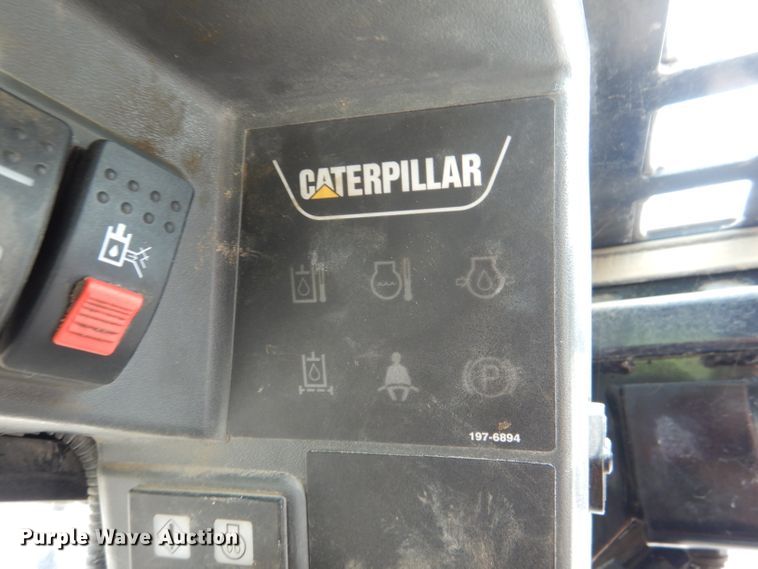 CATERPILLAR
P
197-6894
Purple Wave Auction